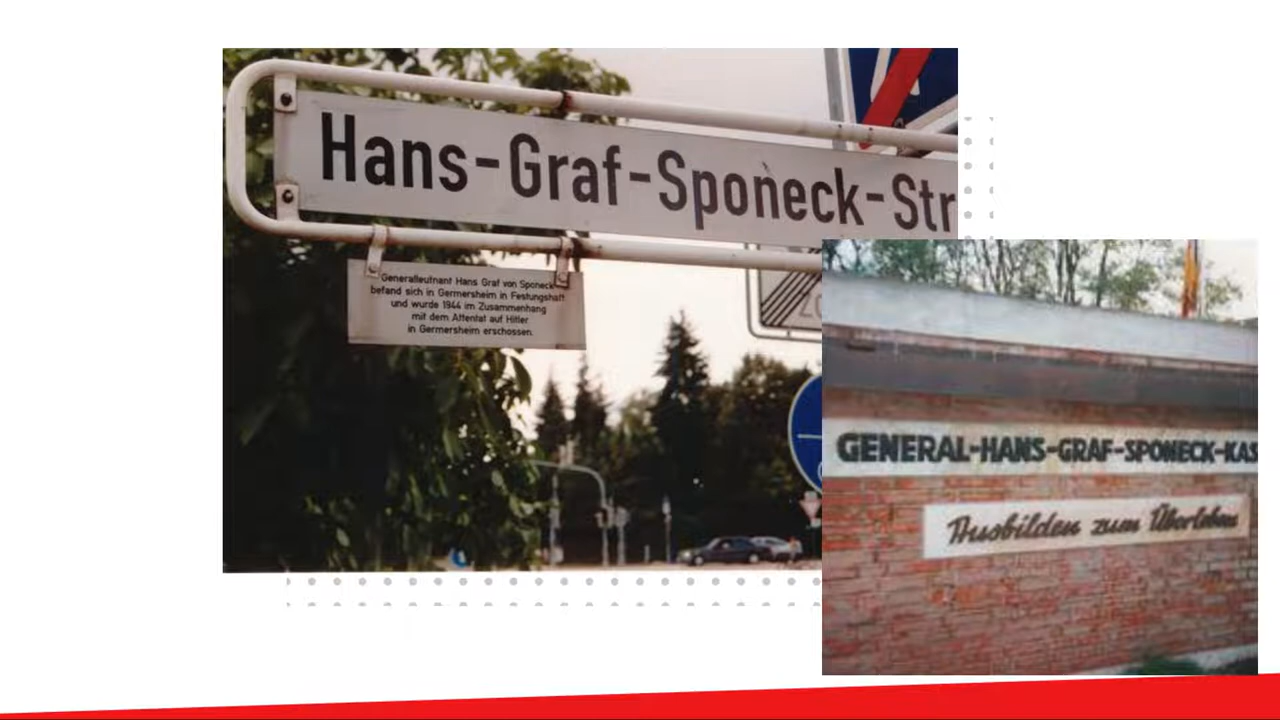 Hans-Graf-Sponeck-Str
Generalleutnant Hans Graf von Sponeck
befand sich in Germersheim in Festungshaft
und wurde 1944 im Zusammenhang
mit dem Attentat auf Hitler
in Germersheim erschossen.
GENERAL-HANS-GRAF-SPONECK-KAS
Ausbilden zum Überleben